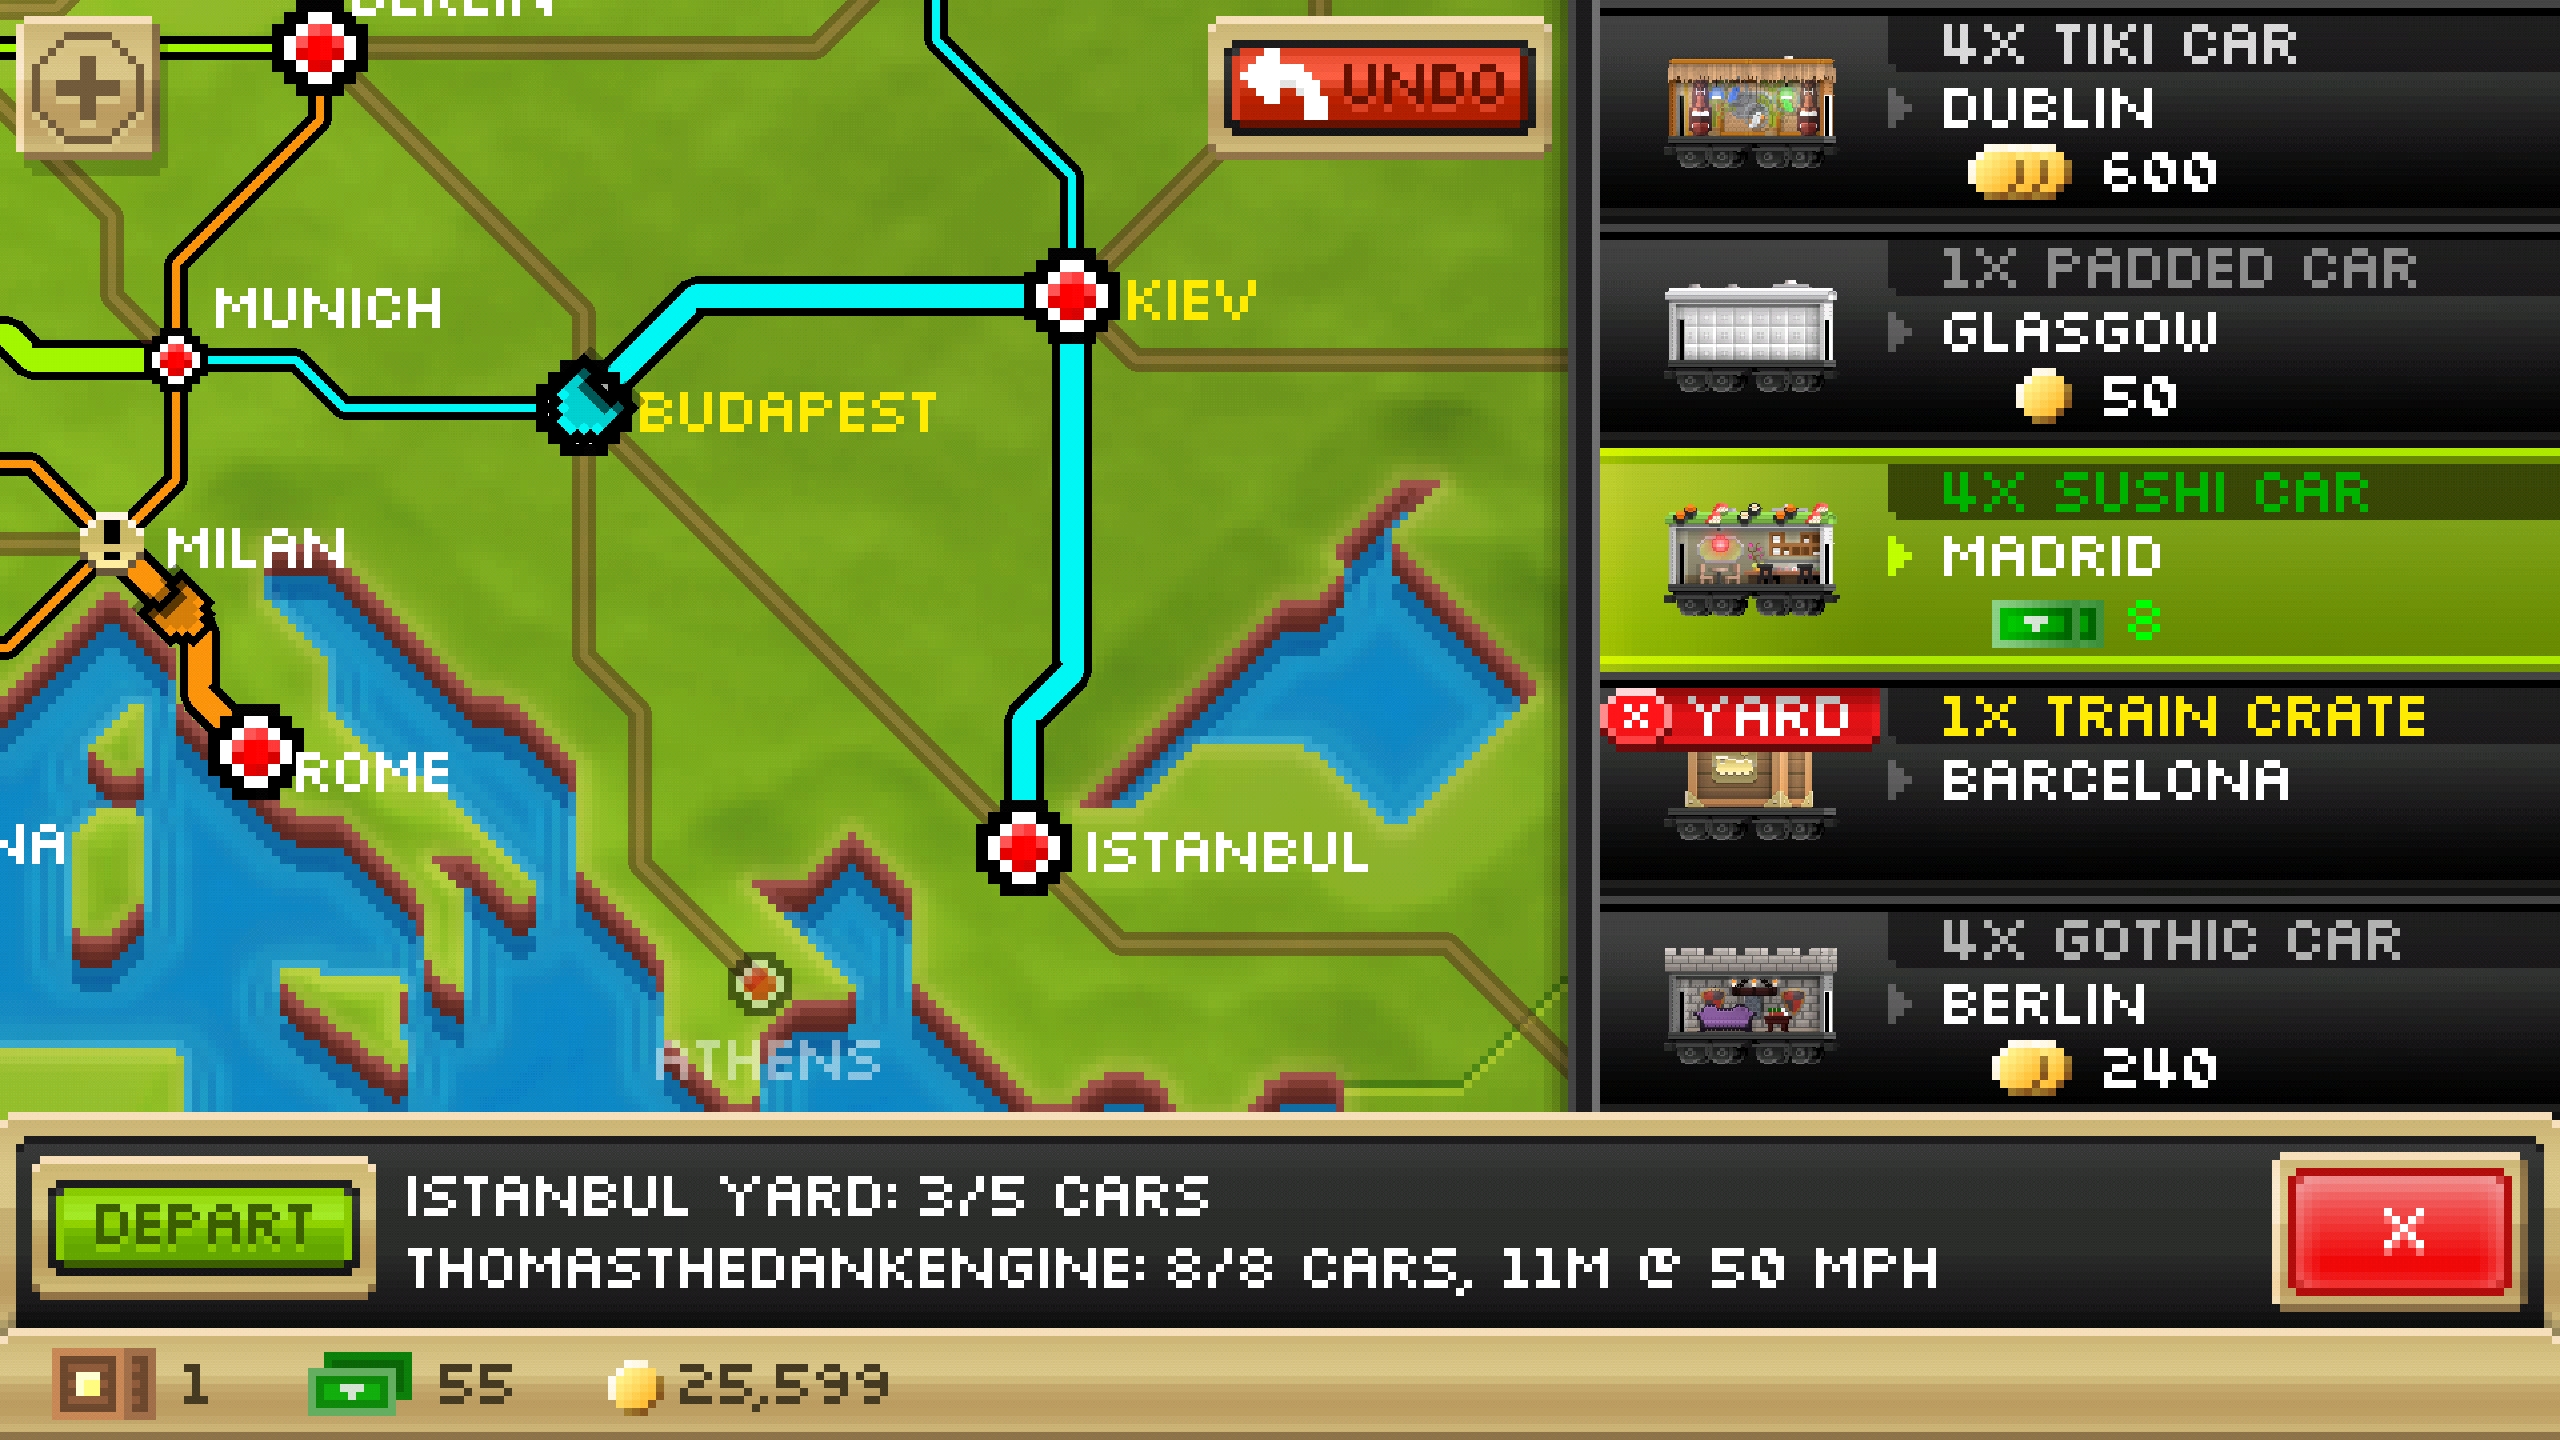 BERLIN
UNDO
MUNICH
KIEV
BUDAPEST
MILAN
ROME
NA
ISTANBUL
ATHENS
4X TIKI CAR
DUBLIN
600
1X PADDED CAR
GLASGOW
50
4X SUSHI CAR
MADRID
8
YARD
1X TRAIN CRATE
BARCELONA
4X GOTHIC CAR
BERLIN
240
DEPART
ISTANBUL YARD: 3/5 CARS
THOMASTHEDANKENGINE: 8/8 CARS, 11M @ 50 MPH
X
1
55
25,599